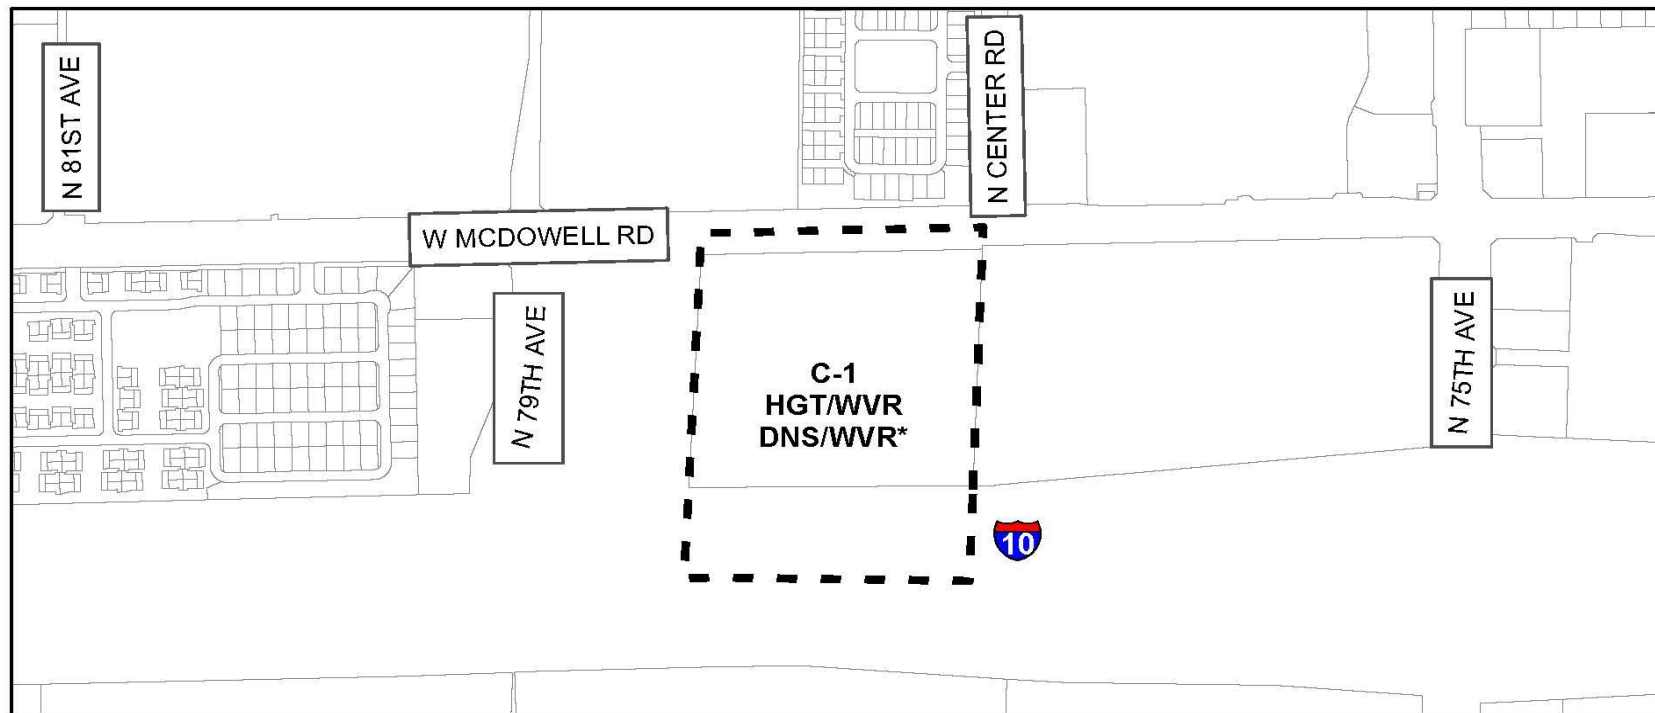 N 81ST AVE
N CENTER RD
W MCDOWELL RD
N 79TH AVE
N 75TH AVE
C-1
HGT/WVR
DNS/WVR*
10